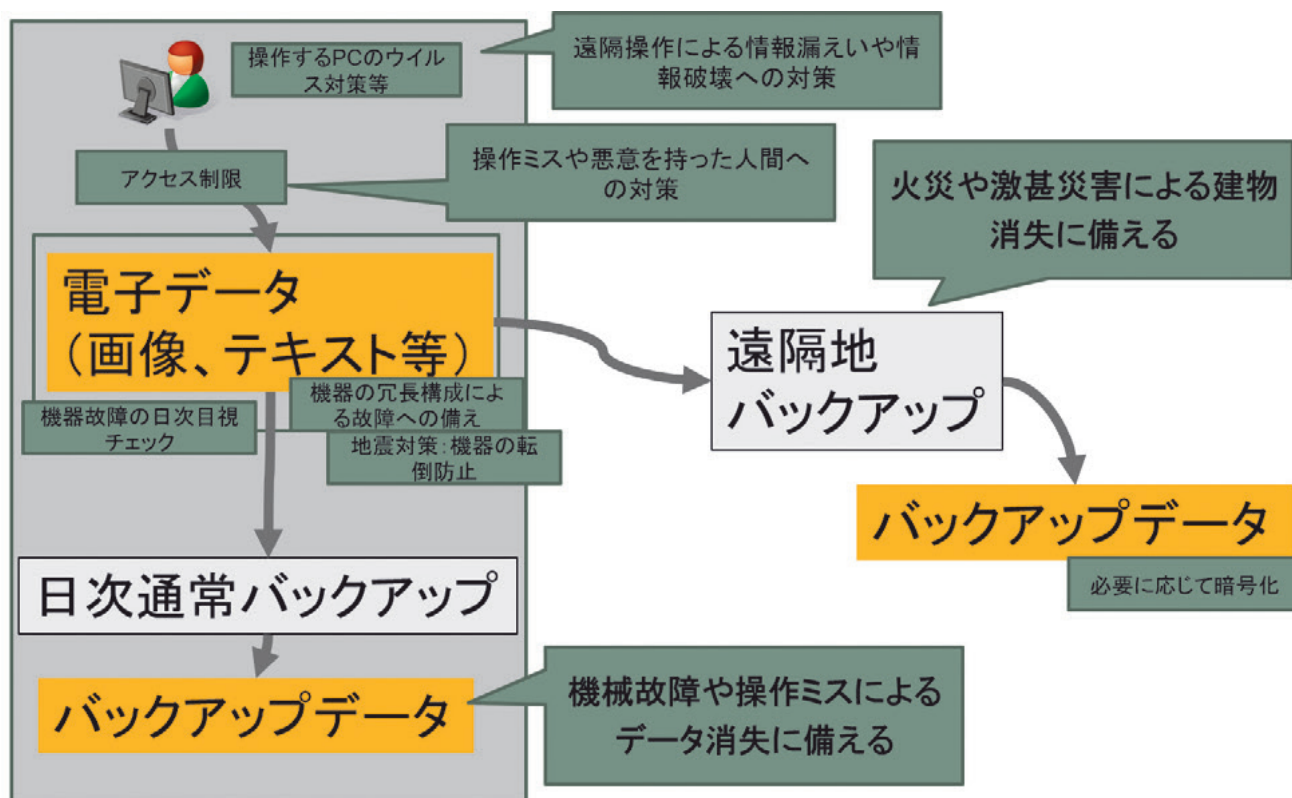 操作するPCのウイル
ス対策等
遠隔操作による情報漏えいや情
報破壊への対策
アクセス制限
操作ミスや悪意を持った人間へ
の対策
火災や激甚災害による建物
消失に備える
電子データ
（画像、テキスト等）
機器故障の日次目視
チェック
機器の冗長構成によ
る故障への備え
地震対策：機器の転
倒防止
遠隔地
バックアップ
バックアップデータ
必要に応じて暗号化
日次通常バックアップ
バックアップデータ
機械故障や操作ミスによる
データ消失に備える